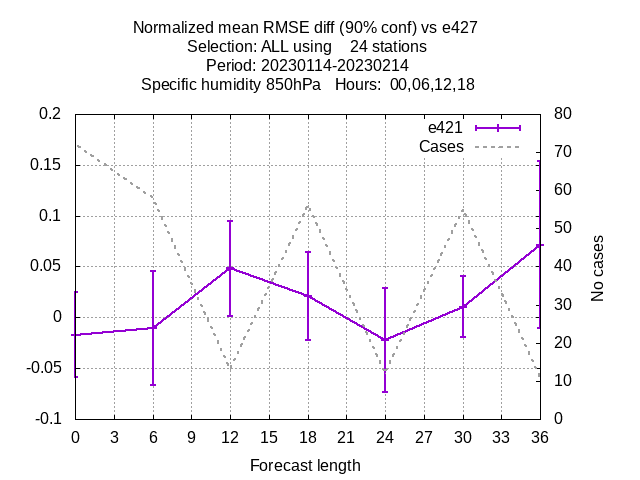 Normalized mean RMSE diff (90% conf) vs e427
Selection: ALL using    24 stations
Period: 20230114-20230214
Specific humidity 850hPa   Hours:  00,06,12,18
0.2
0.15
0.1
0.05
0
-0.05
-0.1
80
70
60
50
40
30
20
10
0
e421
Cases
No cases
0 3 6 9 12 15 18 21 24 27 30 33 36
Forecast length